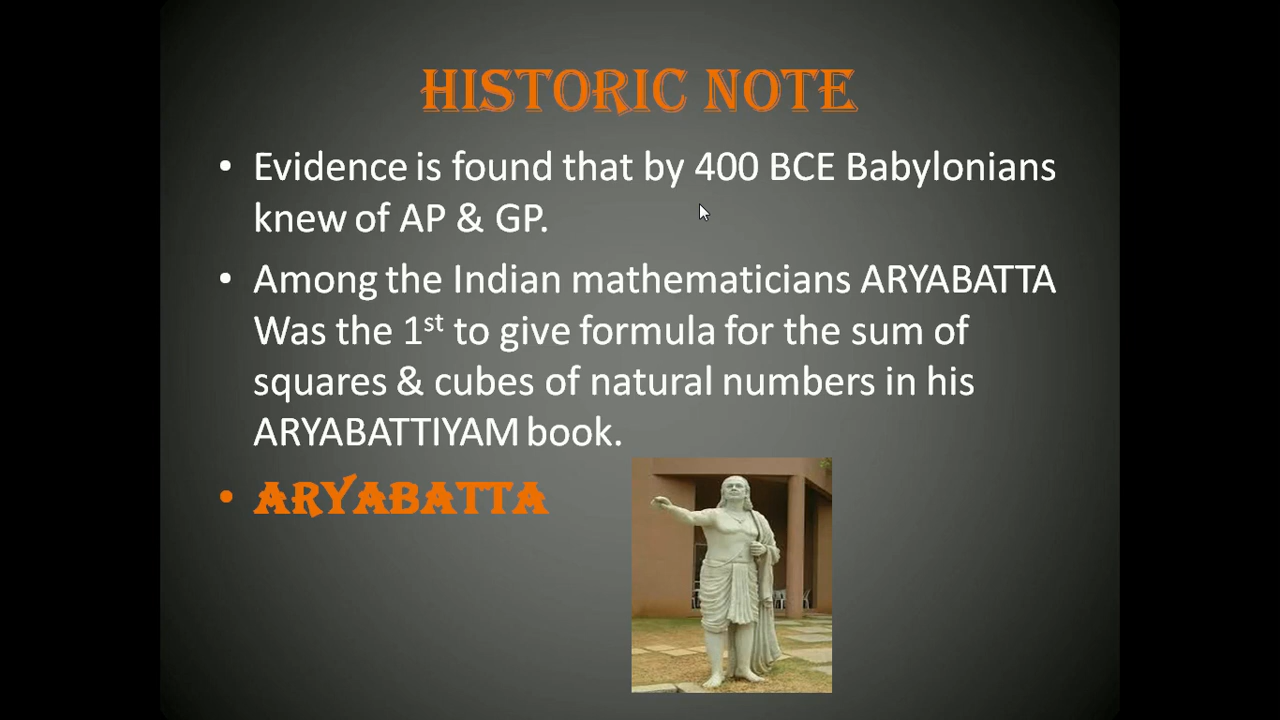 HISTORIC NOTE
• Evidence is found that by 400 BCE Babylonians
knew of AP & GP.
• Among the Indian mathematicians ARYABATTA
Was the 1st to give formula for the sum of
squares & cubes of natural numbers in his
ARYABATTIYAM book.
• ARYABATTA